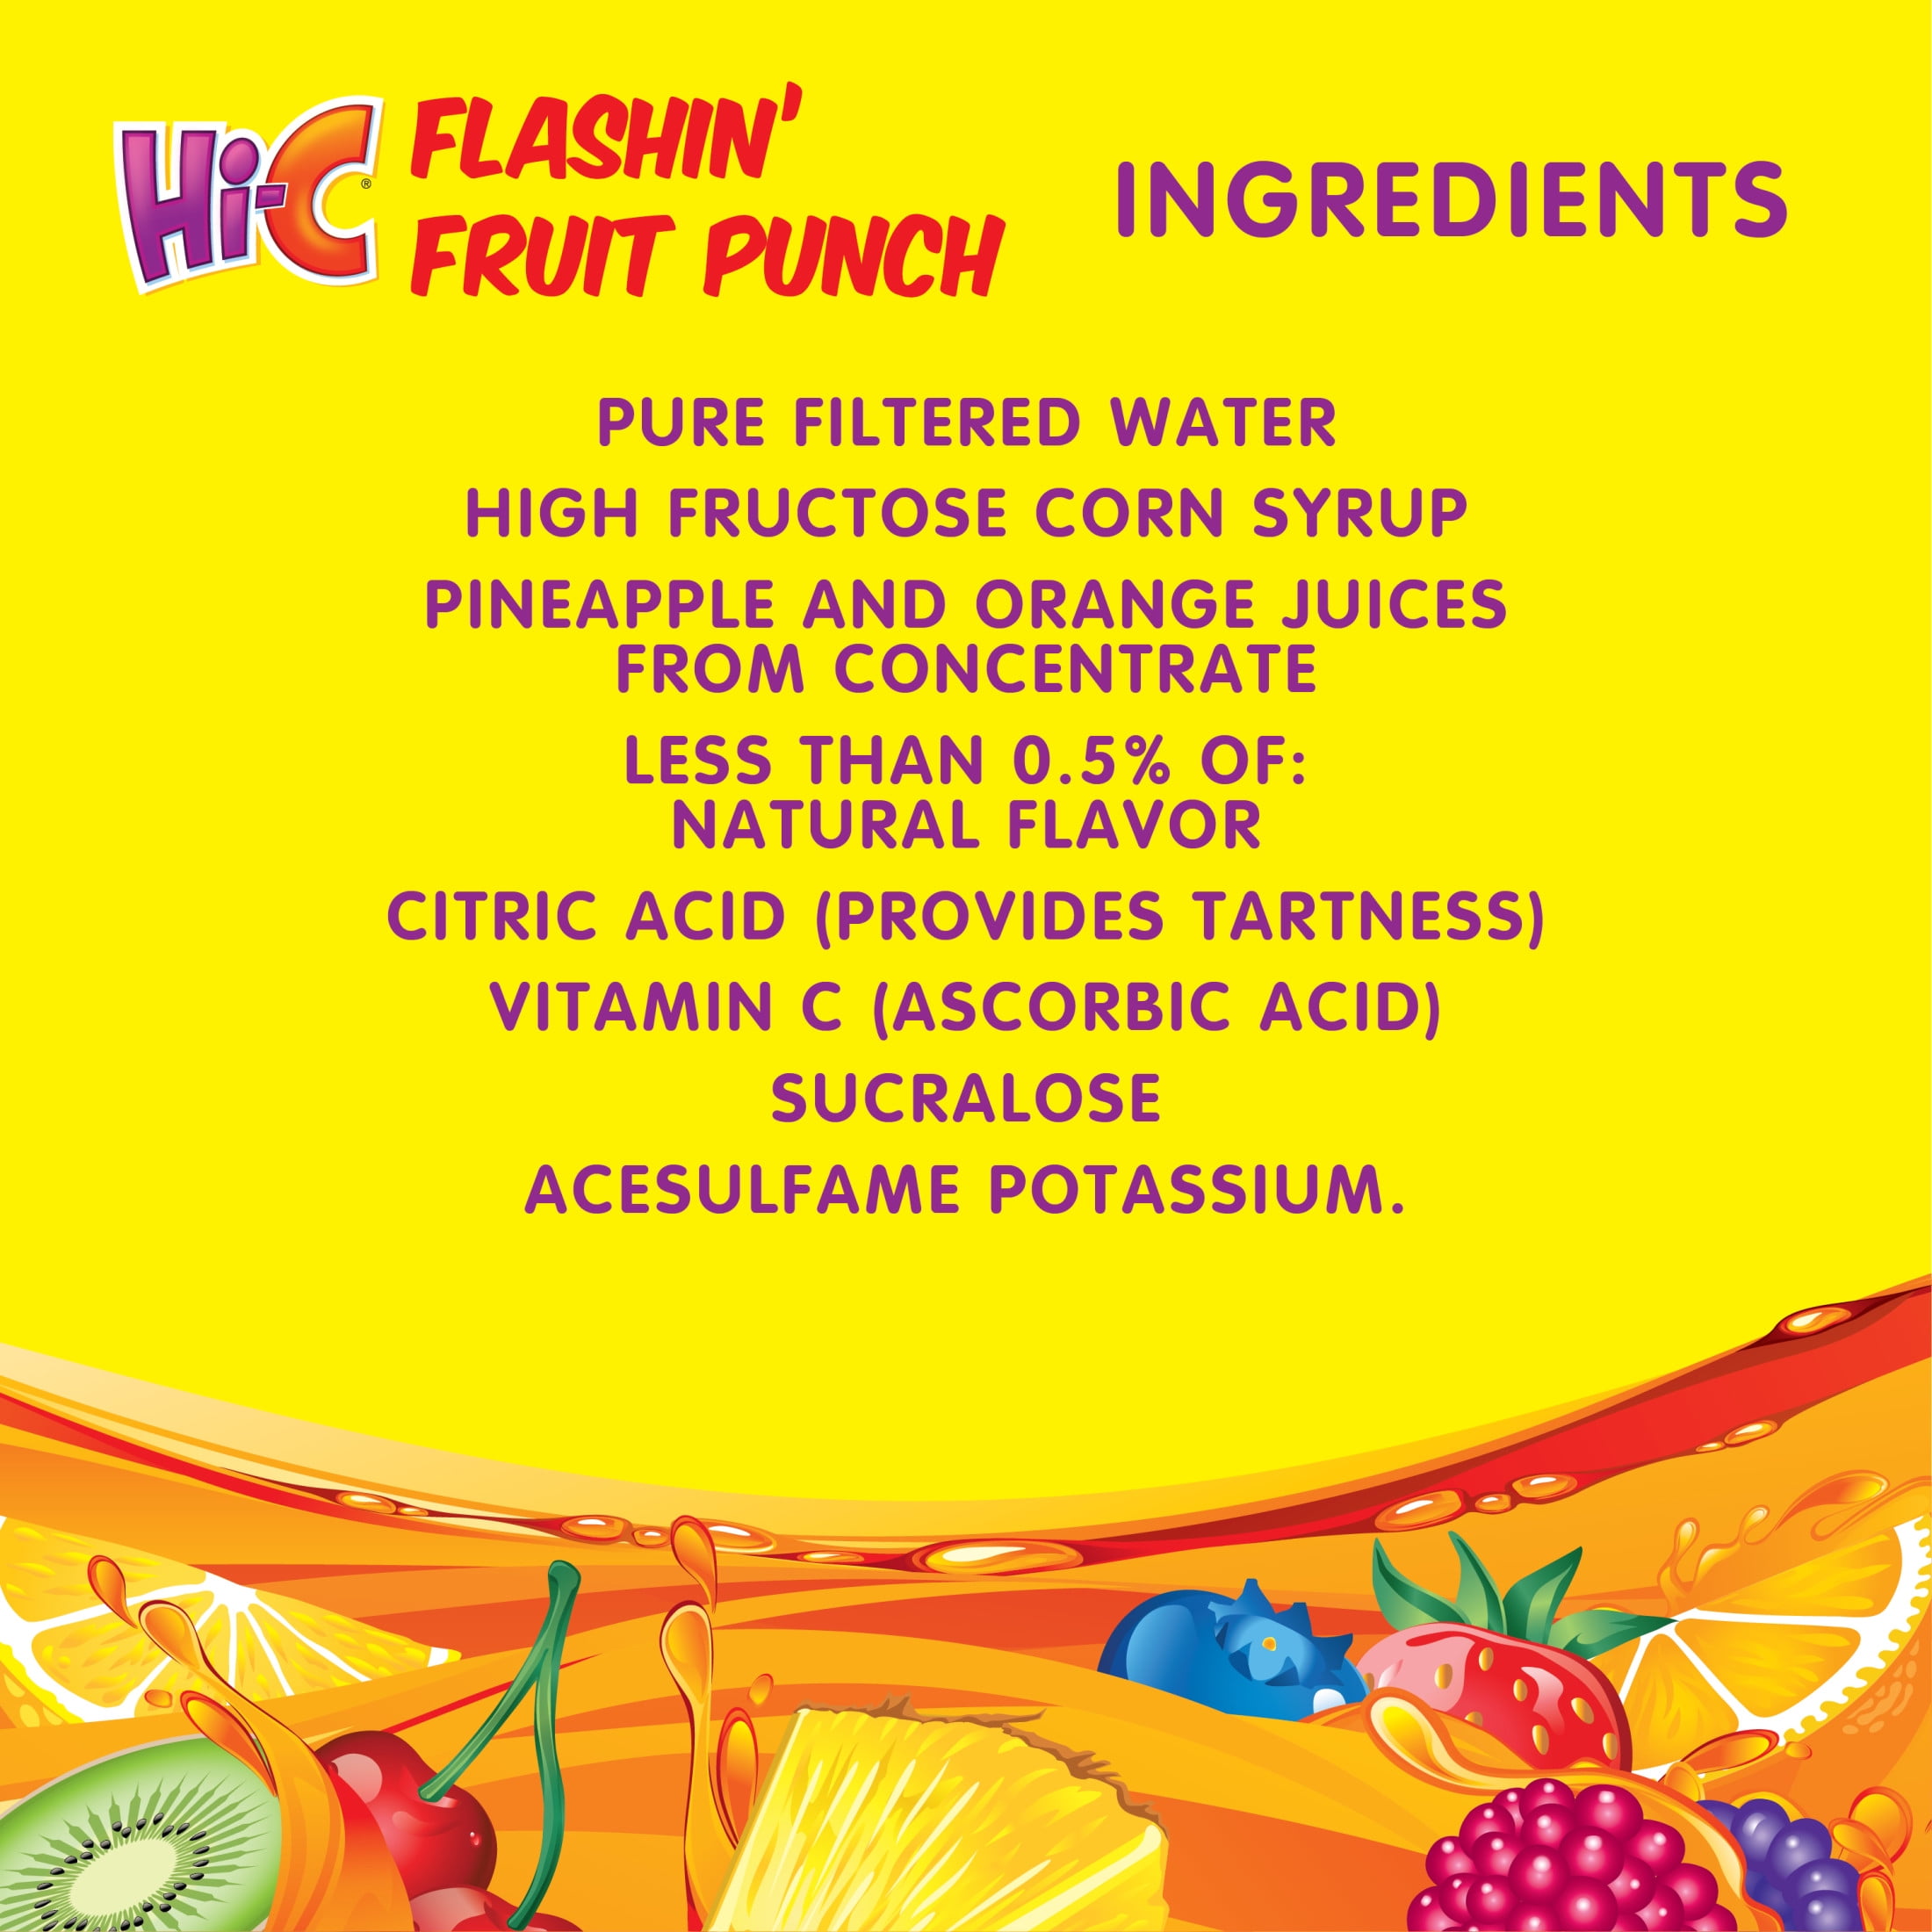 Hi-C®
FLASHIN'
FRUIT PUNCH
INGREDIENTS
PURE FILTERED WATER
HIGH FRUCTOSE CORN SYRUP
PINEAPPLE AND ORANGE JUICES
FROM CONCENTRATE
LESS THAN 0.5% OF:
NATURAL FLAVOR
CITRIC ACID (PROVIDES TARTNESS)
VITAMIN C (ASCORBIC ACID)
SUCRALOSE
ACESULFAME POTASSIUM.